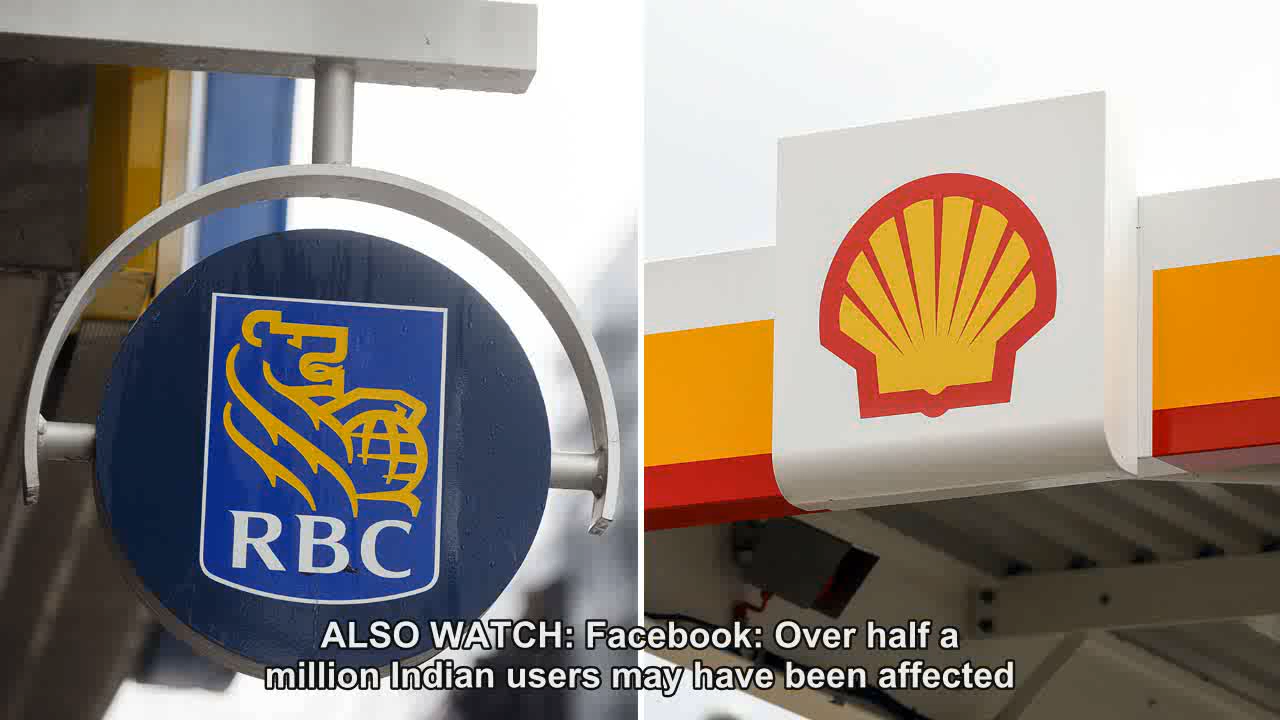 RBC
ALSO WATCH: Facebook: Over half a
million Indian users may have been affected